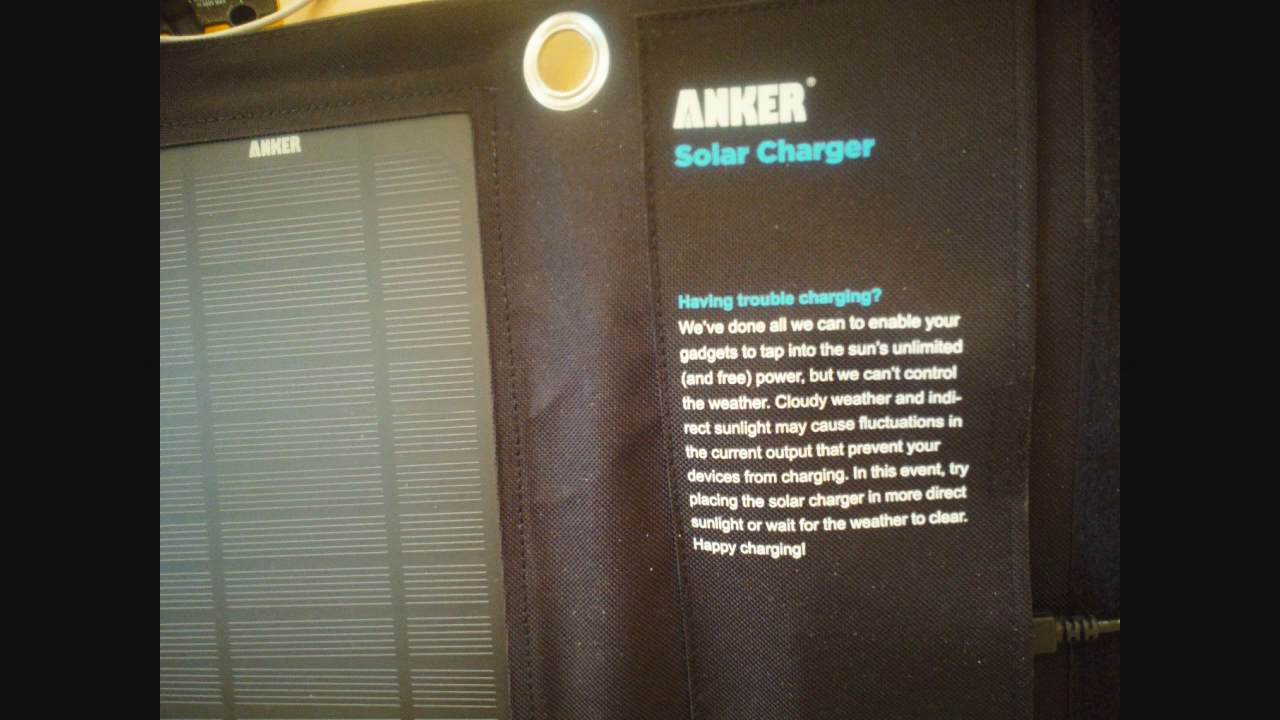 ANKER
ANKER®
Solar Charger
Having trouble charging?
We've done all we can to enable your
gadgets to tap into the sun's unlimited
(and free) power, but we can't control
the weather. Cloudy weather and indi-
rect sunlight may cause fluctuations in
the current output that prevent your
devices from charging. In this event, try
placing the solar charger in more direct
sunlight or wait for the weather to clear.
Happy charging!